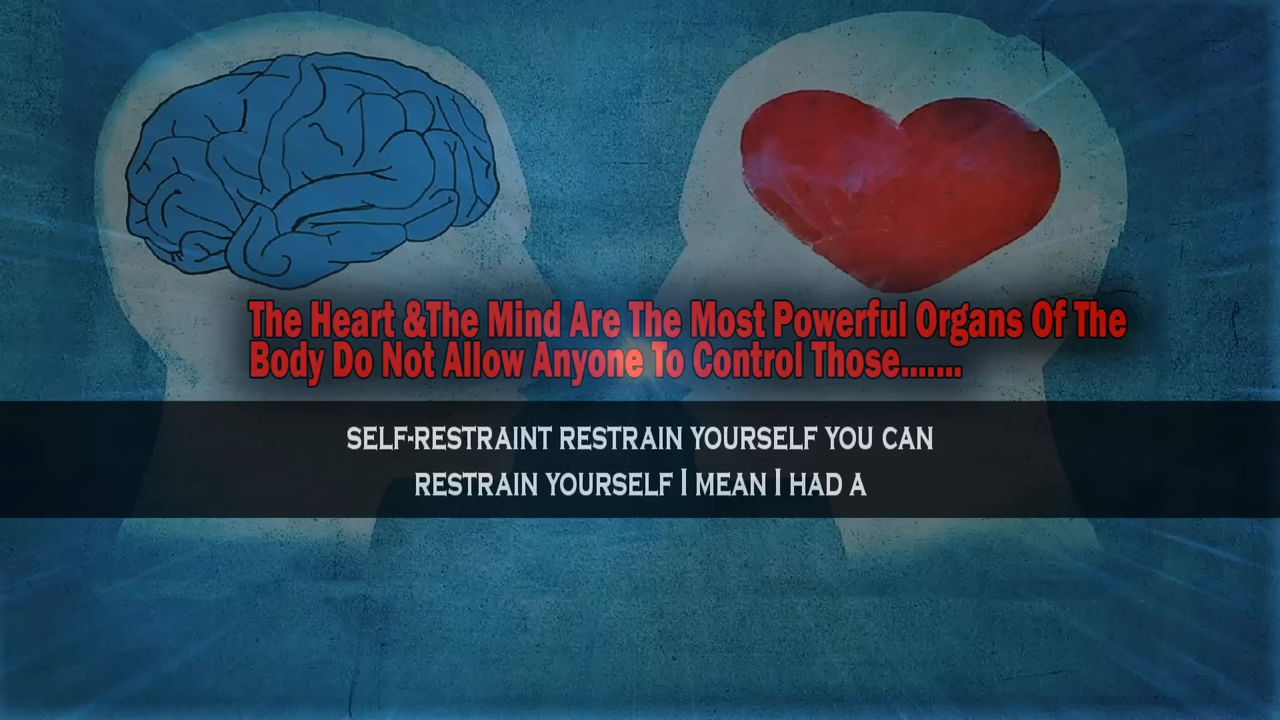 The Heart &The Mind Are The Most Powerful Organs Of The
Body Do Not Allow Anyone To Control Those.......
SELF-RESTRAINT RESTRAIN YOURSELF YOU CAN
RESTRAIN YOURSELF I MEAN I HAD A